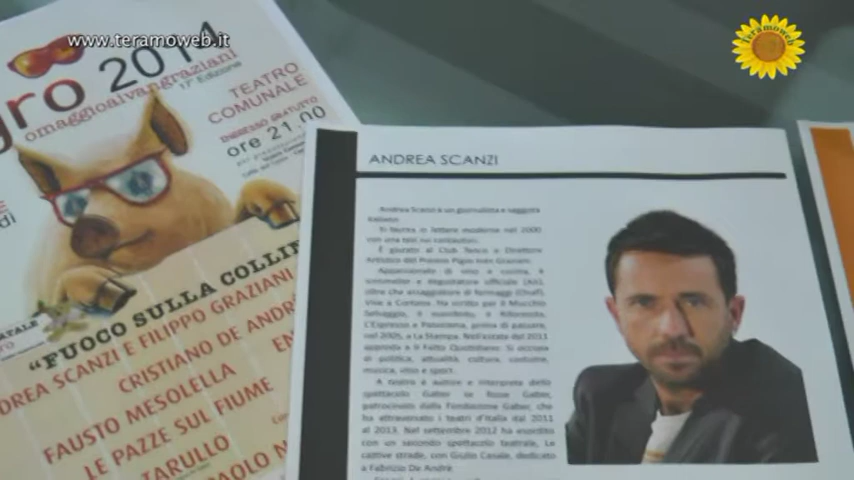 www.teramoweb.it
Teramoweb
gro 2014
omaggioaivangraziani
17ª Edizione
TEATRO
COMUNALE
INGRESSO GRATUITO
ore 21.00
"FUOCO SULLA COLLIN
DREA SCANZI E FILIPPO GRAZIANI
CRISTIANO DE ANDR
FAUSTO MESOLELLA
EN
LE PAZZE SUL FIUME
TARULLO
PAOLO N
ANDREA SCANZI
Andrea Scanzi è un giornalista e saggista
italiano.
Si laurea in lettere moderne nel 2000
con una tesi sui cantautori.
È giurato al Club Tenco e Direttore
Artistico del Premio Pigro Ivan Graziani.
Appassionato di vino e cucina, è
sommelier e degustatore ufficiale (Ais),
oltre che assaggiatore di formaggi (Onaf).
Vive a Cortona. Ha scritto per Il Mucchio
Selvaggio, il manifesto, Il Riformista,
L'Espresso e Panorama, prima di passare,
nel 2005, a La Stampa. Nell'estate del 2011
approda a Il Fatto Quotidiano. Si occupa
di politica, attualità, cultura, costume,
musica, vino e sport.
A teatro è autore e interprete dello
spettacolo Gaber se fosse Gaber,
patrocinato dalla Fondazione Gaber, che
ha attraversato i teatri d'Italia dal 2011
al 2013. Nel settembre 2012 ha esordito
con un secondo spettacolo teatrale, Le
cattive strade, con Giulio Casale, dedicato
a Fabrizio De André.